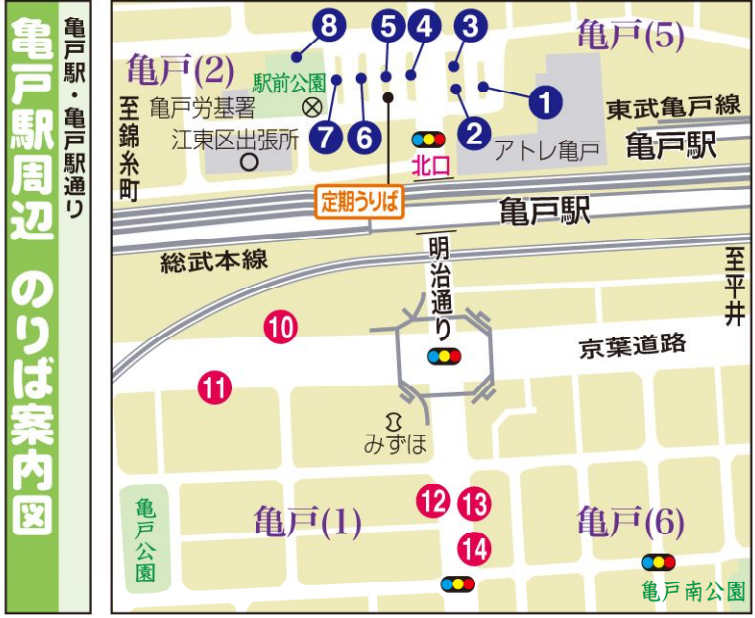 亀戸駅周辺 のりば案内図
亀戸駅・亀戸駅通り
8
5
4
3
亀戸(5)
亀戸(2)
駅前公園
1
亀戸労基署
7
6
2
東武亀戸線
至錦糸町
江東区出張所
北口
アトレ亀戸
亀戸駅
定期うりば
亀戸駅
総武本線
明治通り
至平井
10
京葉道路
11
みずほ
亀戸公園
亀戸(1)
12
13
亀戸(6)
14
亀戸南公園